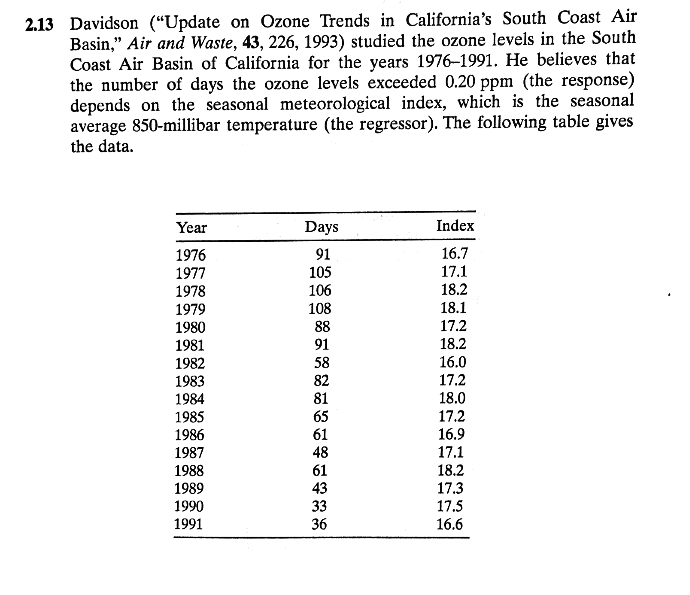 2.13 Davidson (“Update on Ozone Trends in California’s South Coast Air
Basin,” Air and Waste, 43, 226, 1993) studied the ozone levels in the South
Coast Air Basin of California for the years 1976–1991. He believes that
the number of days the ozone levels exceeded 0.20 ppm (the response)
depends on the seasonal meteorological index, which is the seasonal
average 850-millibar temperature (the regressor). The following table gives
the data.
Year Days Index
1976 91 16.7
1977 105 17.1
1978 106 18.2
1979 108 18.1
1980 88 17.2
1981 91 18.2
1982 58 16.0
1983 82 17.2
1984 81 18.0
1985 65 17.2
1986 61 16.9
1987 48 17.1
1988 61 18.2
1989 43 17.3
1990 33 17.5
1991 36 16.6